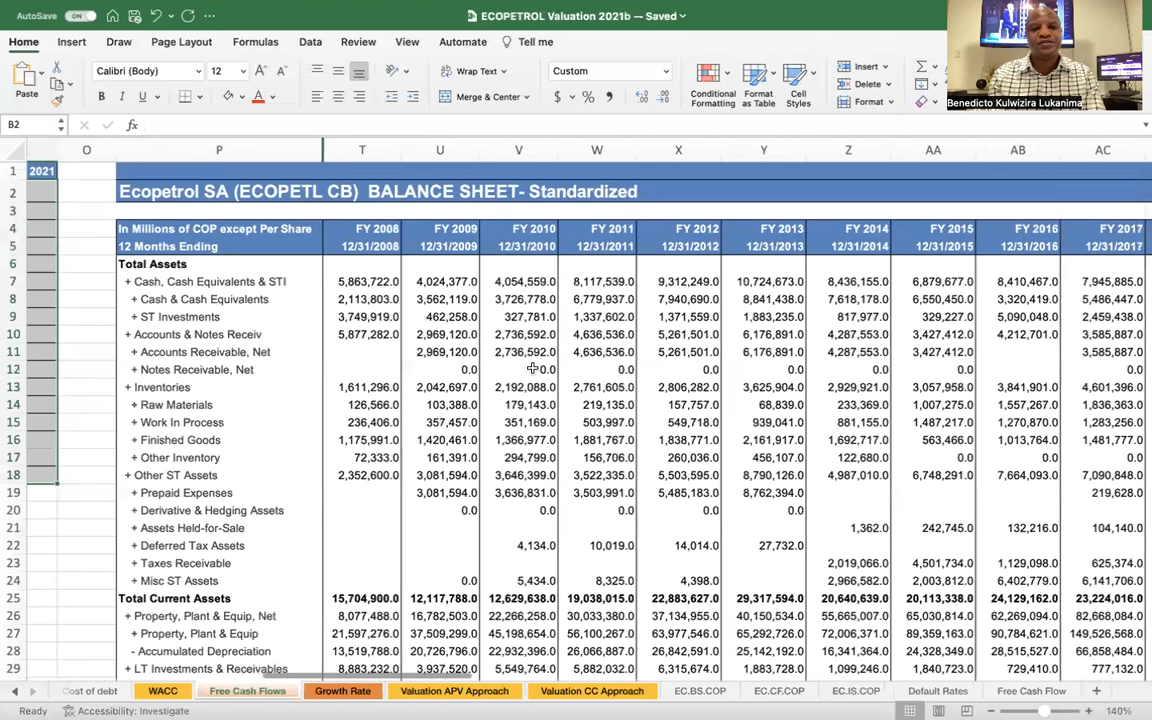 AutoSave ON ECOPETROL Valuation 2021b — Saved
Home Insert Draw Page Layout Formulas Data Review View Automate Tell me
Paste Calibri (Body) 12 Wrap Text Custom Insert
B I U Merge & Center $ % Conditional Formatting Format as Table Cell Styles Delete
Format
Benedicto Kulwizira Lukanima
B2 fx
O P T U V W X Y Z AA AB AC
1 2021
2 Ecopetrol SA (ECOPETL CB) BALANCE SHEET- Standardized
3
4 In Millions of COP except Per Share FY 2008 FY 2009 FY 2010 FY 2011 FY 2012 FY 2013 FY 2014 FY 2015 FY 2016 FY 2017
5 12 Months Ending 12/31/2008 12/31/2009 12/31/2010 12/31/2011 12/31/2012 12/31/2013 12/31/2014 12/31/2015 12/31/2016 12/31/2017
6 Total Assets
7 + Cash, Cash Equivalents & STI 5,863,722.0 4,024,377.0 4,054,559.0 8,117,539.0 9,312,249.0 10,724,673.0 8,436,155.0 6,879,677.0 8,410,467.0 7,945,885.0
8 + Cash & Cash Equivalents 2,113,803.0 3,562,119.0 3,726,778.0 6,779,937.0 7,940,690.0 8,841,438.0 7,618,178.0 6,550,450.0 3,320,419.0 5,486,447.0
9 + ST Investments 3,749,919.0 462,258.0 327,781.0 1,337,602.0 1,371,559.0 1,883,235.0 817,977.0 329,227.0 5,090,048.0 2,459,438.0
10 + Accounts & Notes Receiv 5,877,282.0 2,969,120.0 2,736,592.0 4,636,536.0 5,261,501.0 6,176,891.0 4,287,553.0 3,427,412.0 4,212,701.0 3,585,887.0
11 + Accounts Receivable, Net 2,969,120.0 2,736,592.0 4,636,536.0 5,261,501.0 6,176,891.0 4,287,553.0 3,427,412.0 3,585,887.0
12 + Notes Receivable, Net 0.0 0.0 0.0 0.0 0.0 0.0 0.0 0.0
13 + Inventories 1,611,296.0 2,042,697.0 2,192,088.0 2,761,605.0 2,806,282.0 3,625,904.0 2,929,921.0 3,057,958.0 3,841,901.0 4,601,396.0
14 + Raw Materials 126,566.0 103,388.0 179,143.0 219,135.0 157,757.0 68,839.0 233,369.0 1,007,275.0 1,557,267.0 1,836,363.0
15 + Work In Process 236,406.0 357,457.0 351,169.0 503,997.0 549,718.0 939,041.0 881,155.0 1,487,217.0 1,270,870.0 1,283,256.0
16 + Finished Goods 1,175,991.0 1,420,461.0 1,366,977.0 1,881,767.0 1,838,771.0 2,161,917.0 1,692,717.0 563,466.0 1,013,764.0 1,481,777.0
17 + Other Inventory 72,333.0 161,391.0 294,799.0 156,706.0 260,036.0 456,107.0 122,680.0 0.0 0.0 0.0
18 + Other ST Assets 2,352,600.0 3,081,594.0 3,646,399.0 3,522,335.0 5,503,595.0 8,790,126.0 4,987,010.0 6,748,291.0 7,664,093.0 7,090,848.0
19 + Prepaid Expenses 3,081,594.0 3,636,831.0 3,503,991.0 5,485,183.0 8,762,394.0 219,628.0
20 + Derivative & Hedging Assets 0.0 0.0 0.0 0.0 0.0 0.0
21 + Assets Held-for-Sale 1,362.0 242,745.0 132,216.0 104,140.0
22 + Deferred Tax Assets 4,134.0 10,019.0 14,014.0 27,732.0
23 + Taxes Receivable 2,019,066.0 4,501,734.0 1,129,098.0 625,374.0
24 + Misc ST Assets 0.0 5,434.0 8,325.0 4,398.0 2,966,582.0 2,003,812.0 6,402,779.0 6,141,706.0
25 Total Current Assets 15,704,900.0 12,117,788.0 12,629,638.0 19,038,015.0 22,883,627.0 29,317,594.0 20,640,639.0 20,113,338.0 24,129,162.0 23,224,016.0
26 + Property, Plant & Equip, Net 8,077,488.0 16,782,503.0 22,266,258.0 30,033,380.0 37,134,955.0 40,150,534.0 55,665,007.0 65,030,814.0 62,269,094.0 82,668,084.0
27 + Property, Plant & Equip 21,597,276.0 37,509,299.0 45,198,654.0 56,100,267.0 63,977,546.0 65,292,726.0 72,006,371.0 89,359,163.0 90,784,621.0 149,526,568.0
28 - Accumulated Depreciation 13,519,788.0 20,726,796.0 22,932,396.0 26,066,887.0 26,842,591.0 25,142,192.0 16,341,364.0 24,328,349.0 28,515,527.0 66,858,484.0
29 + LT Investments & Receivables 8,883,232.0 3,937,520.0 5,549,764.0 5,882,032.0 6,315,674.0 1,883,728.0 1,099,246.0 1,840,723.0 729,410.0 777,132.0
Cost of debt WACC Free Cash Flows Growth Rate Valuation APV Approach Valuation CC Approach EC.BS.COP EC.CF.COP EC.IS.COP Default Rates Free Cash Flow
Ready Accessibility: Investigate 140%